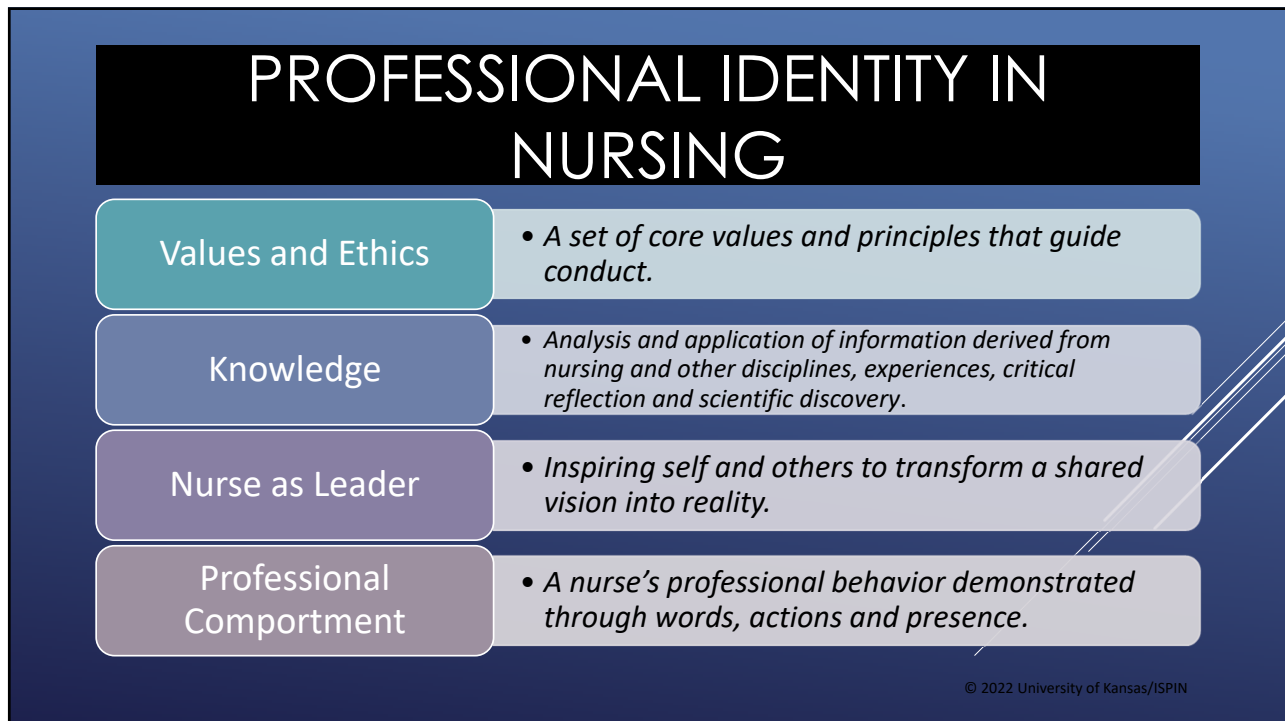 PROFESSIONAL IDENTITY IN
NURSING
Values and Ethics
• A set of core values and principles that guide
conduct.
Knowledge
• Analysis and application of information derived from
nursing and other disciplines, experiences, critical
reflection and scientific discovery.
Nurse as Leader
• Inspiring self and others to transform a shared
vision into reality.
Professional
Comportment
• A nurse’s professional behavior demonstrated
through words, actions and presence.
© 2022 University of Kansas/ISPIN